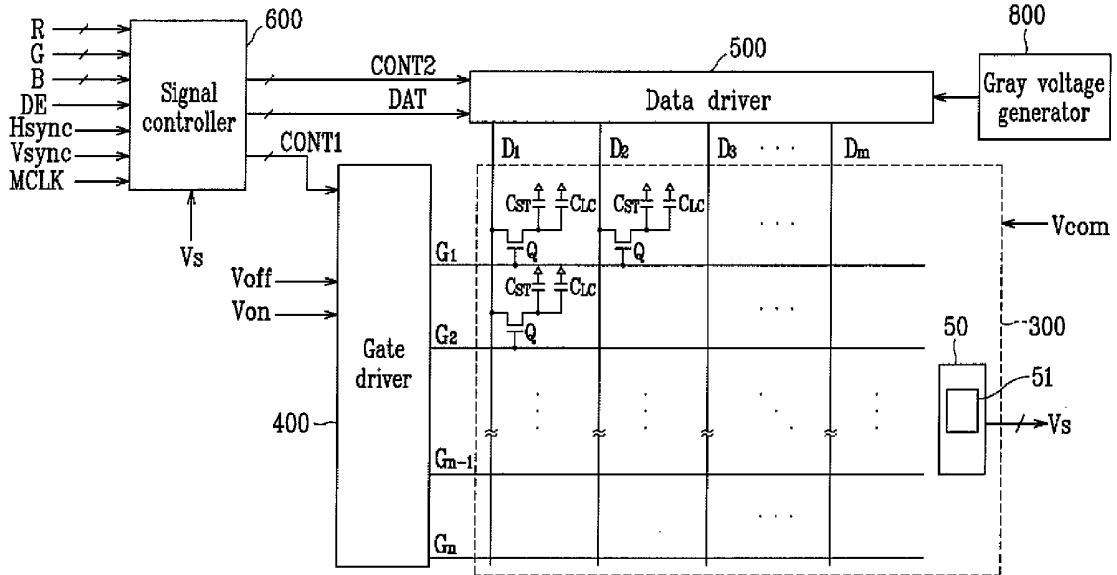 R
G
B
DE
Hsync
Vsync
MCLK
Signal controller
600
Vs
CONT2
DAT
CONT1
500
Data driver
800
Gray voltage generator
D1
D2
D3
· · ·
Dm
Vcom
300
Voff
Von
Gate driver
400
G1
G2
Gn-1
Gn
CST
CLC
Q
CST
CLC
Q
CST
CLC
Q
50
51
Vs